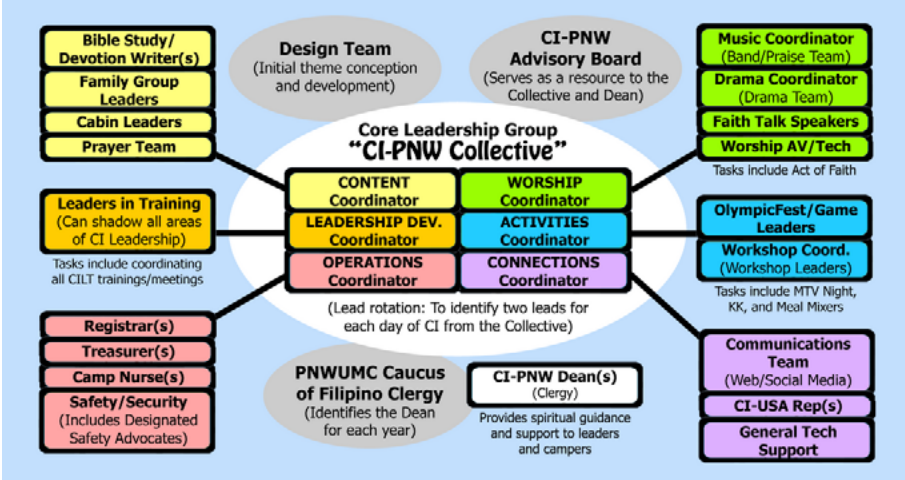 Bible Study/
Devotion Writer(s)
Family Group
Leaders
Cabin Leaders
Prayer Team
Design Team
(Initial theme conception
and development)
CI-PNW
Advisory Board
(Serves as a resource to the
Collective and Dean)
Music Coordinator
(Band/Praise Team)
Drama Coordinator
(Drama Team)
Faith Talk Speakers
Worship AV/Tech
Tasks include Act of Faith
Core Leadership Group
"CI-PNW Collective"
CONTENT
Coordinator
WORSHIP
Coordinator
LEADERSHIP DEV.
Coordinator
ACTIVITIES
Coordinator
OPERATIONS
Coordinator
CONNECTIONS
Coordinator
(Lead rotation: To identify two leads for
each day of CI from the Collective)
Leaders in Training
(Can shadow all areas
of CI Leadership)
Tasks include coordinating
all CILT trainings/meetings
OlympicFest/Game
Leaders
Workshop Coord.
(Workshop Leaders)
Tasks include MTV Night,
KK, and Meal Mixers
Registrar(s)
Treasurer(s)
Camp Nurse(s)
Safety/Security
(Includes Designated
Safety Advocates)
PNWUMC Caucus
of Filipino Clergy
(Identifies the Dean
for each year)
CI-PNW Dean(s)
(Clergy)
Provides spiritual guidance
and support to leaders
and campers
Communications
Team
(Web/Social Media)
CI-USA Rep(s)
General Tech
Support